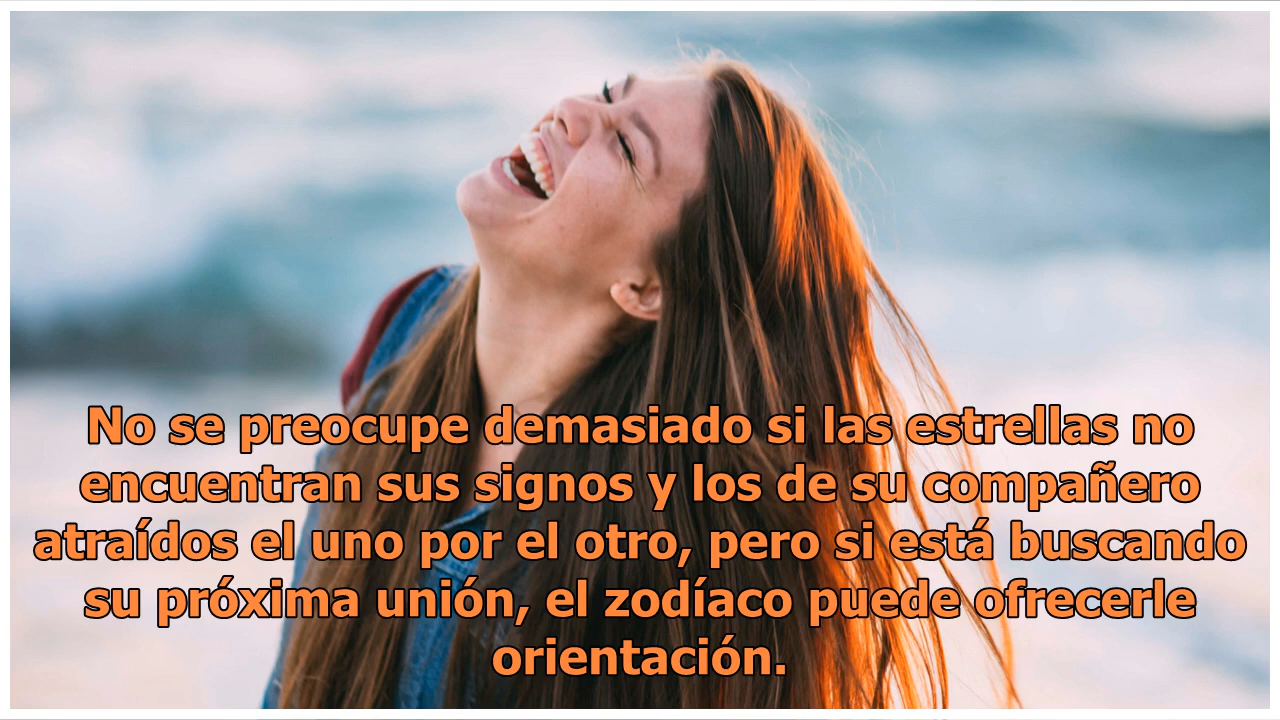 No se preocupe demasiado si las estrellas no
encuentran sus signos y los de su compañero
atraídos el uno por el otro, pero si está buscando
su próxima unión, el zodíaco puede ofrecerle
orientación.